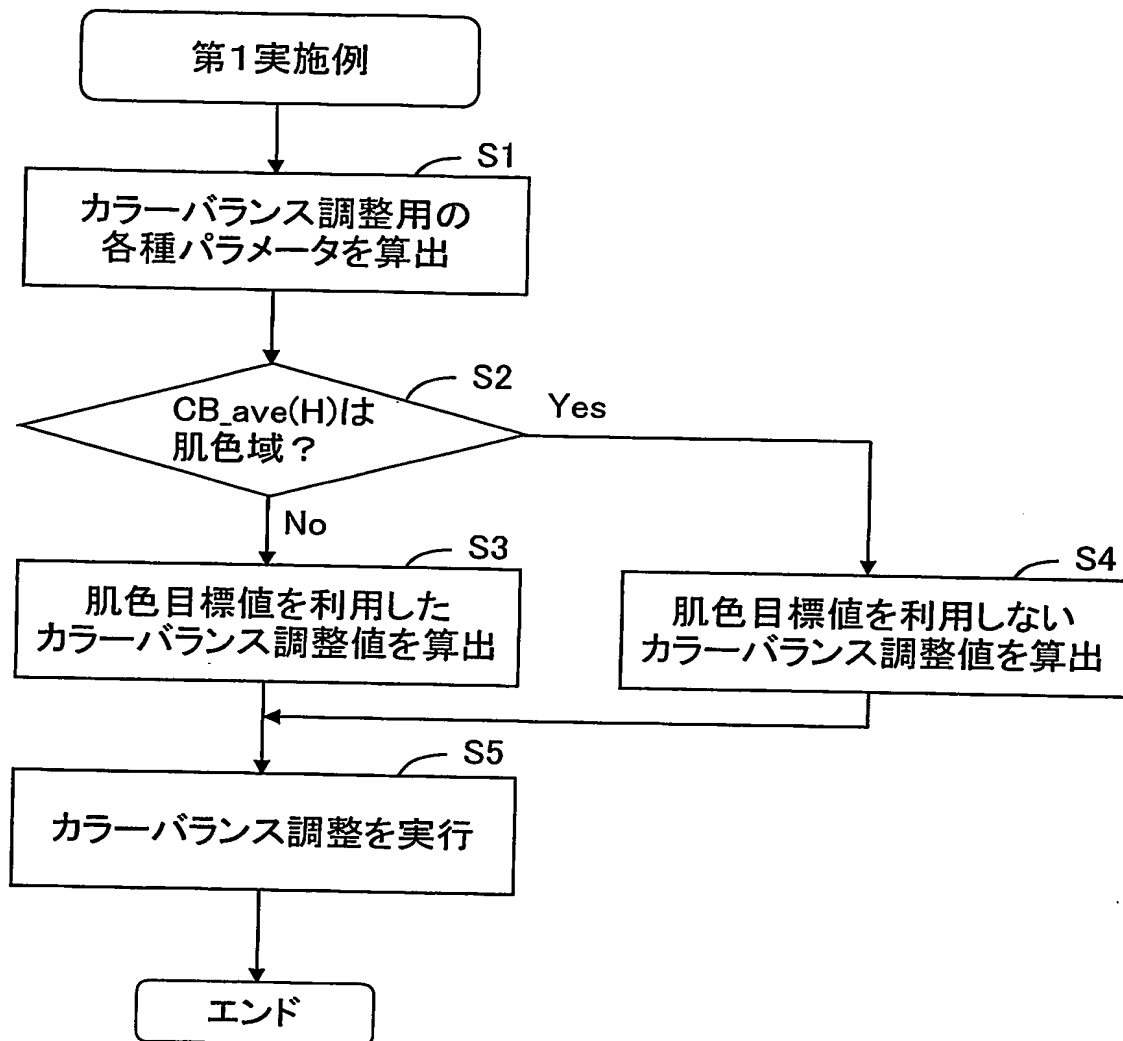 第1実施例
S1
カラーバランス調整用の
各種パラメータを算出
S2
CB_ave(H)は
肌色域？
Yes
No
S3
肌色目標値を利用した
カラーバランス調整値を算出
S4
肌色目標値を利用しない
カラーバランス調整値を算出
S5
カラーバランス調整を実行
エンド